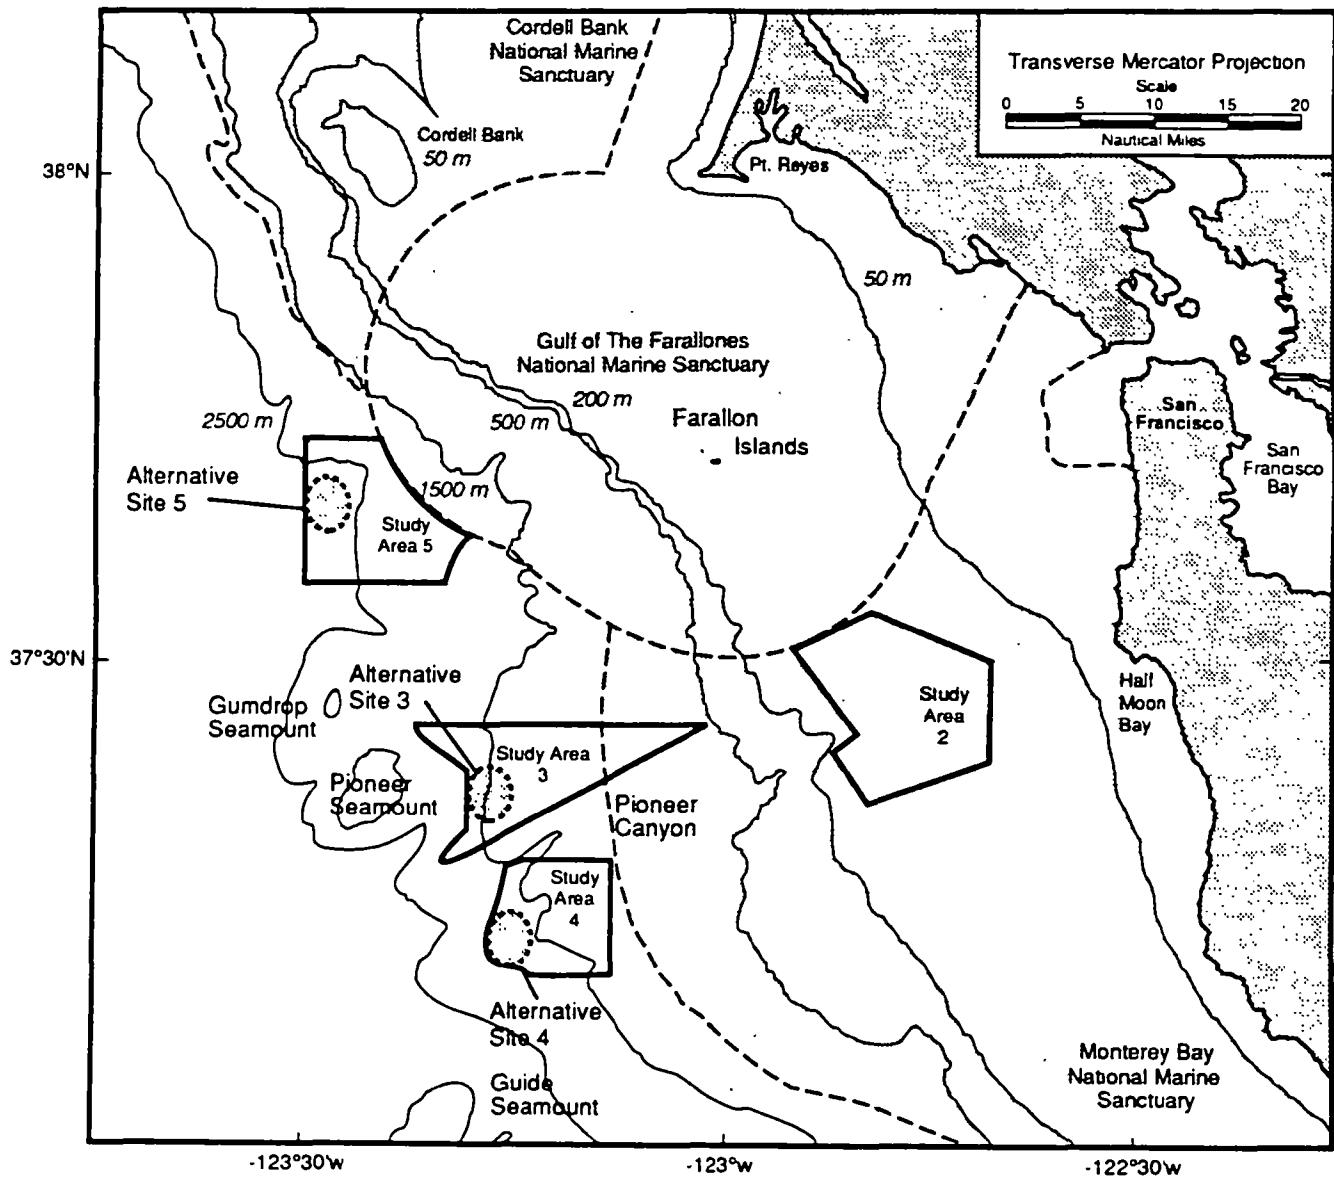 Cordell Bank
National Marine
Sanctuary
Transverse Mercator Projection
Scale
0 5 10 15 20
Nautical Miles
Cordell Bank
50 m
38°N
Pt. Reyes
50 m
Gulf of The Farallones
National Marine Sanctuary
200 m
500 m
2500 m
Farallon
Islands
San
Francisco
San
Francisco
Bay
Alternative
Site 5
1500 m
Study
Area 5
37°30'N
Alternative
Site 3
Gumdrop
Seamount
Study
Area
2
Half
Moon
Bay
Study Area
3
Pioneer
Seamount
Pioneer
Canyon
Study
Area
4
Alternative
Site 4
Guide
Seamount
Monterey Bay
National Marine
Sanctuary
-123°30'W -123°W -122°30'W